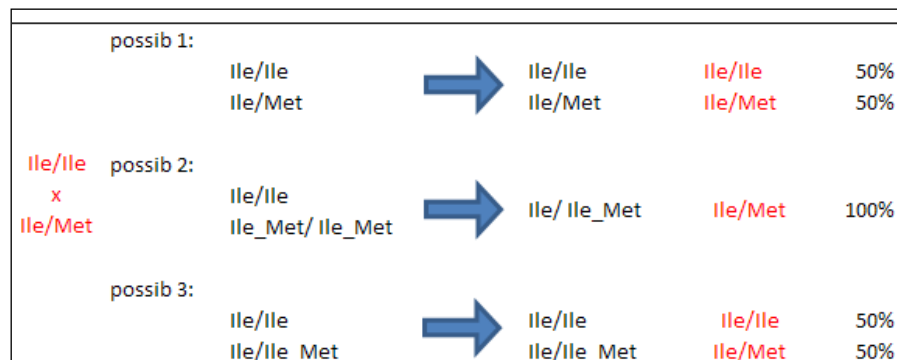 possib 1:
Ile/Ile Ile/Ile Ile/Ile 50%
Ile/Met Ile/Met Ile/Met 50%
Ile/Ile possib 2:
x Ile/Ile
Ile/ Ile_Met Ile/Met 100%
Ile/Met Ile_Met/ Ile_Met
possib 3:
Ile/Ile Ile/Ile Ile/Ile 50%
Ile/Ile_Met Ile/Ile_Met Ile/Met 50%